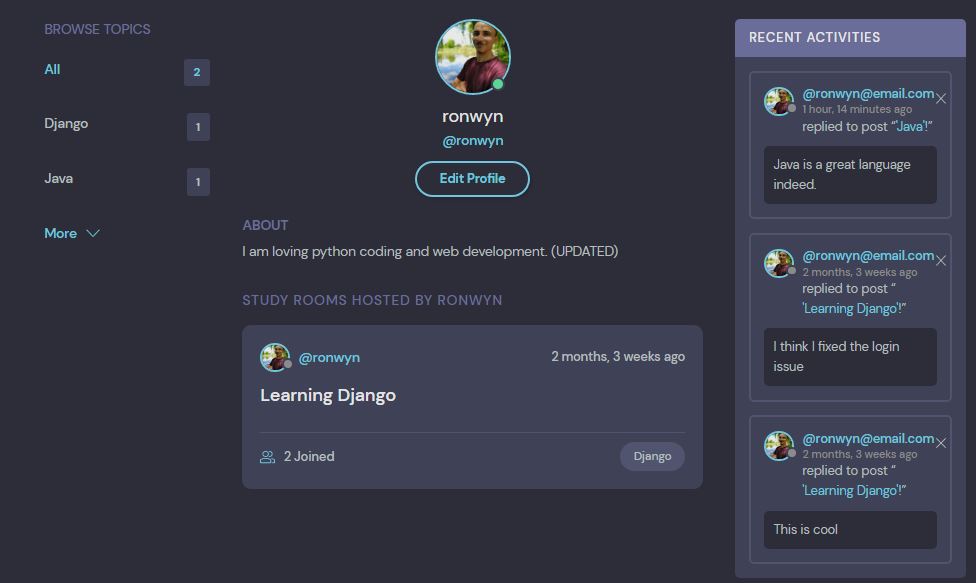 BROWSE TOPICS
All
2
Django
1
Java
1
More
ronwyn
@ronwyn
Edit Profile
ABOUT
I am loving python coding and web development. (UPDATED)
STUDY ROOMS HOSTED BY RONWYN
@ronwyn
2 months, 3 weeks ago
Learning Django
2 Joined
Django
RECENT ACTIVITIES
@ronwyn@email.com
1 hour, 14 minutes ago
replied to post “'Java'!”
Java is a great language
indeed.
@ronwyn@email.com
2 months, 3 weeks ago
replied to post “
'Learning Django'!”
I think I fixed the login
issue
@ronwyn@email.com
2 months, 3 weeks ago
replied to post “
'Learning Django'!”
This is cool